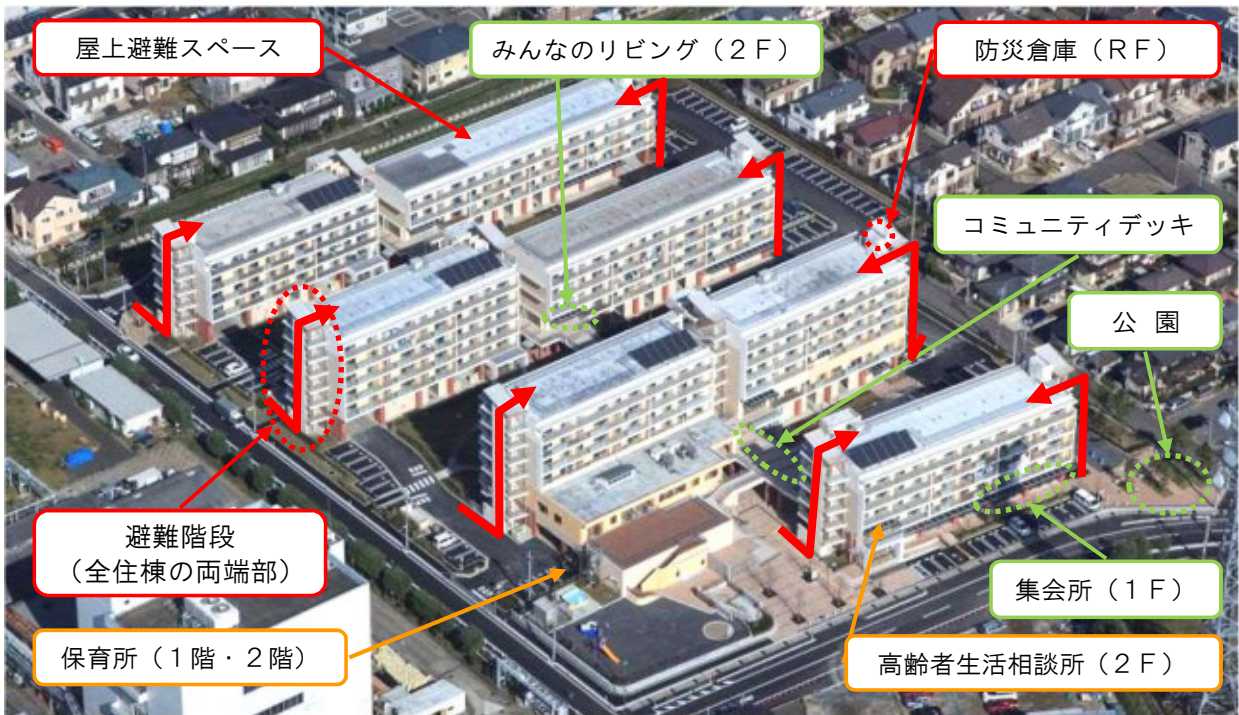 屋上避難スペース
みんなのリビング(2F)
防災倉庫(RF)
コミュニティデッキ
公 園
避難階段
(全住棟の両端部)
集会所(1F)
保育所(1階・2階)
高齢者生活相談所(2F)